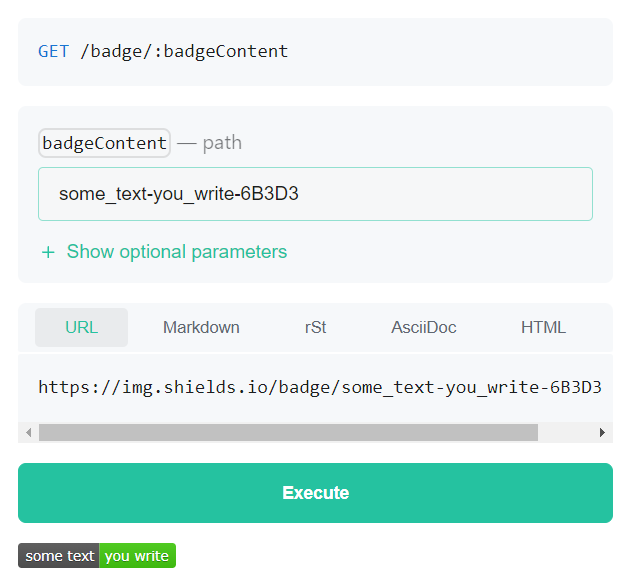 GET /badge/:badgeContent
badgeContent — path
some_text-you_write-6B3D3
+ Show optional parameters
URL Markdown rSt AsciiDoc HTML
https://img.shields.io/badge/some_text-you_write-6B3D3
Execute
some text you write